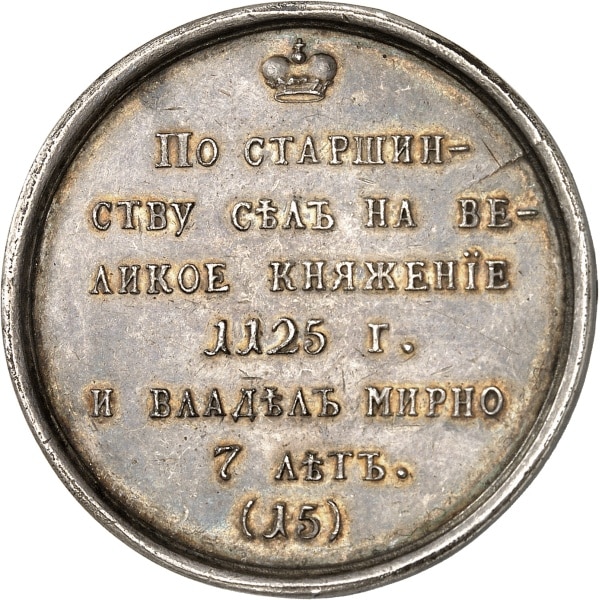 По старшин-
ству сѣлъ на ве-
ликое княженїе
1125 г.
и владѣлъ мирно
7 лѣтъ.
(15)